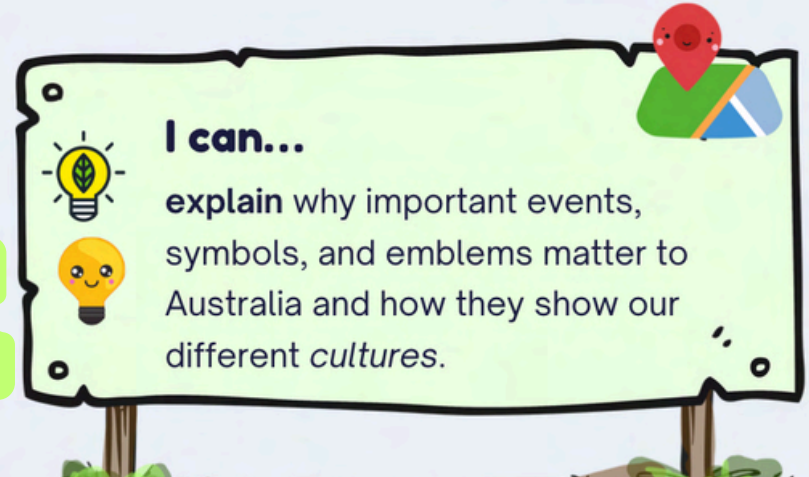 I can...
explain why important events,
symbols, and emblems matter to
Australia and how they show our
different cultures.